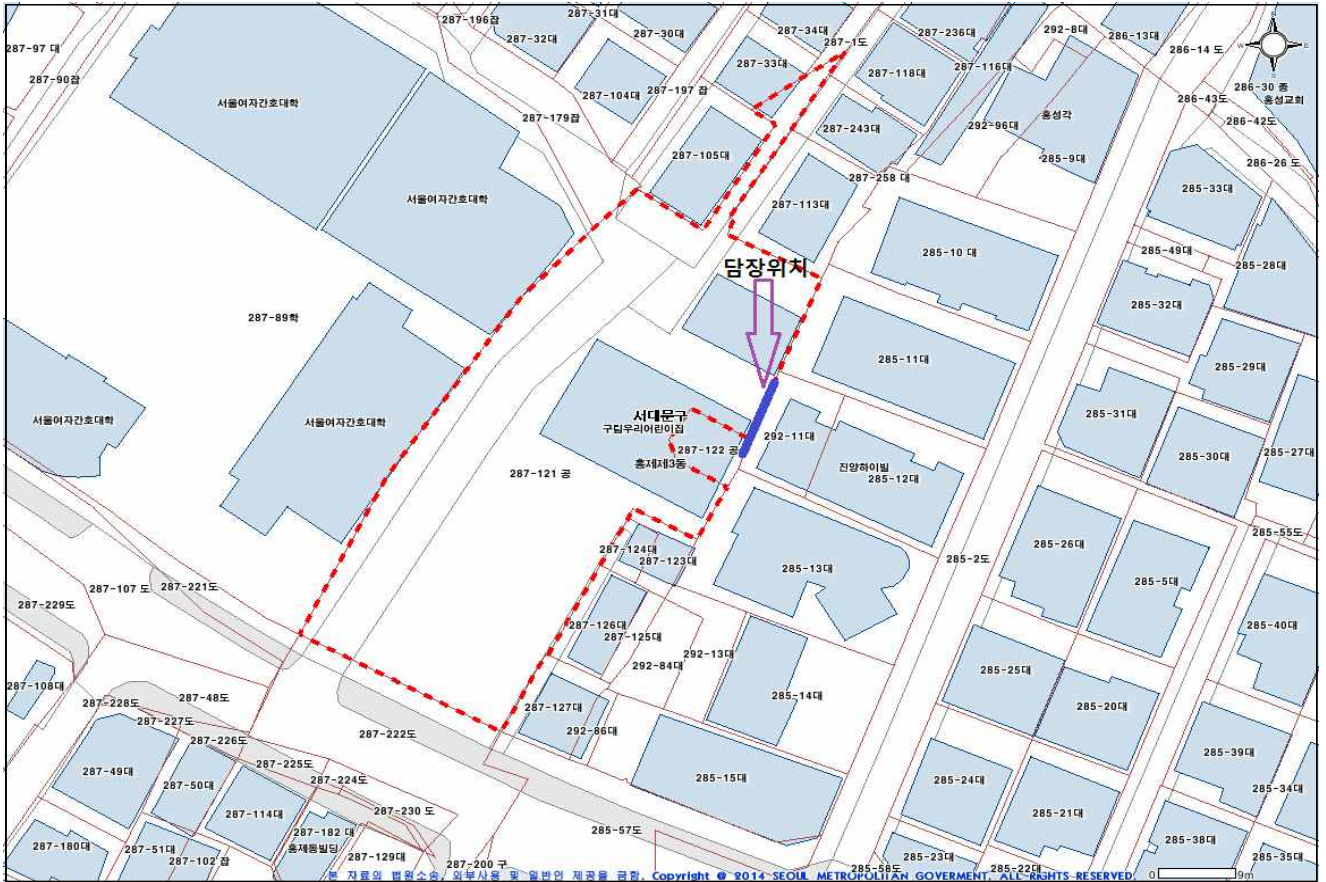 287-196잡
287-31대
287-34대
287-1도
287-236대
292-8대
286-13대
287-97 대
287-32대
287-30대
286-14 도
W
E
S
287-90잡
287-33대
287-118대
287-116대
286-30 종
홍성교회
서울여자간호대학
287-104대
287-197 잡
286-43도
287-179잡
287-243대
292-96대
홍성각
286-42도
287-105대
285-9대
286-26 도
287-258 대
서울여자간호대학
285-33대
287-113대
285-10 대
285-49대
담장위치
285-28대
285-32대
287-89학
285-11대
285-29대
서대문구
구립우리어린이집
285-31대
서울여자간호대학
서울여자간호대학
292-11대
287-122 공
285-30대
285-27대
홍제제3동
진양하이빌
287-121 공
285-12대
285-55도
287-124대
285-26대
287-123대
285-2도
285-13대
287-107 도
287-221도
285-5대
287-229도
287-126대
285-40대
287-125대
292-13대
292-84대
285-25대
287-108대
287-48도
285-14대
287-228도
287-127대
285-20대
287-227도
292-86대
287-226도
287-222도
285-39대
287-225도
287-49대
287-224도
285-15대
285-24대
287-50대
285-34대
287-230 도
287-114대
285-21대
287-182 대
285-57도
285-38대
287-180대
287-51대
홍제동빌딩
287-102 잡
287-129대
287-200 구
285-58도
285-23대
285-22대
285-35대
본 자료의 법원소송, 외부사용 및 일반인 제공을 금함. Copyright @ 2014 SEOUL METROPOLITAN GOVERMENT. ALL RIGHTS RESERVED.
0
9m